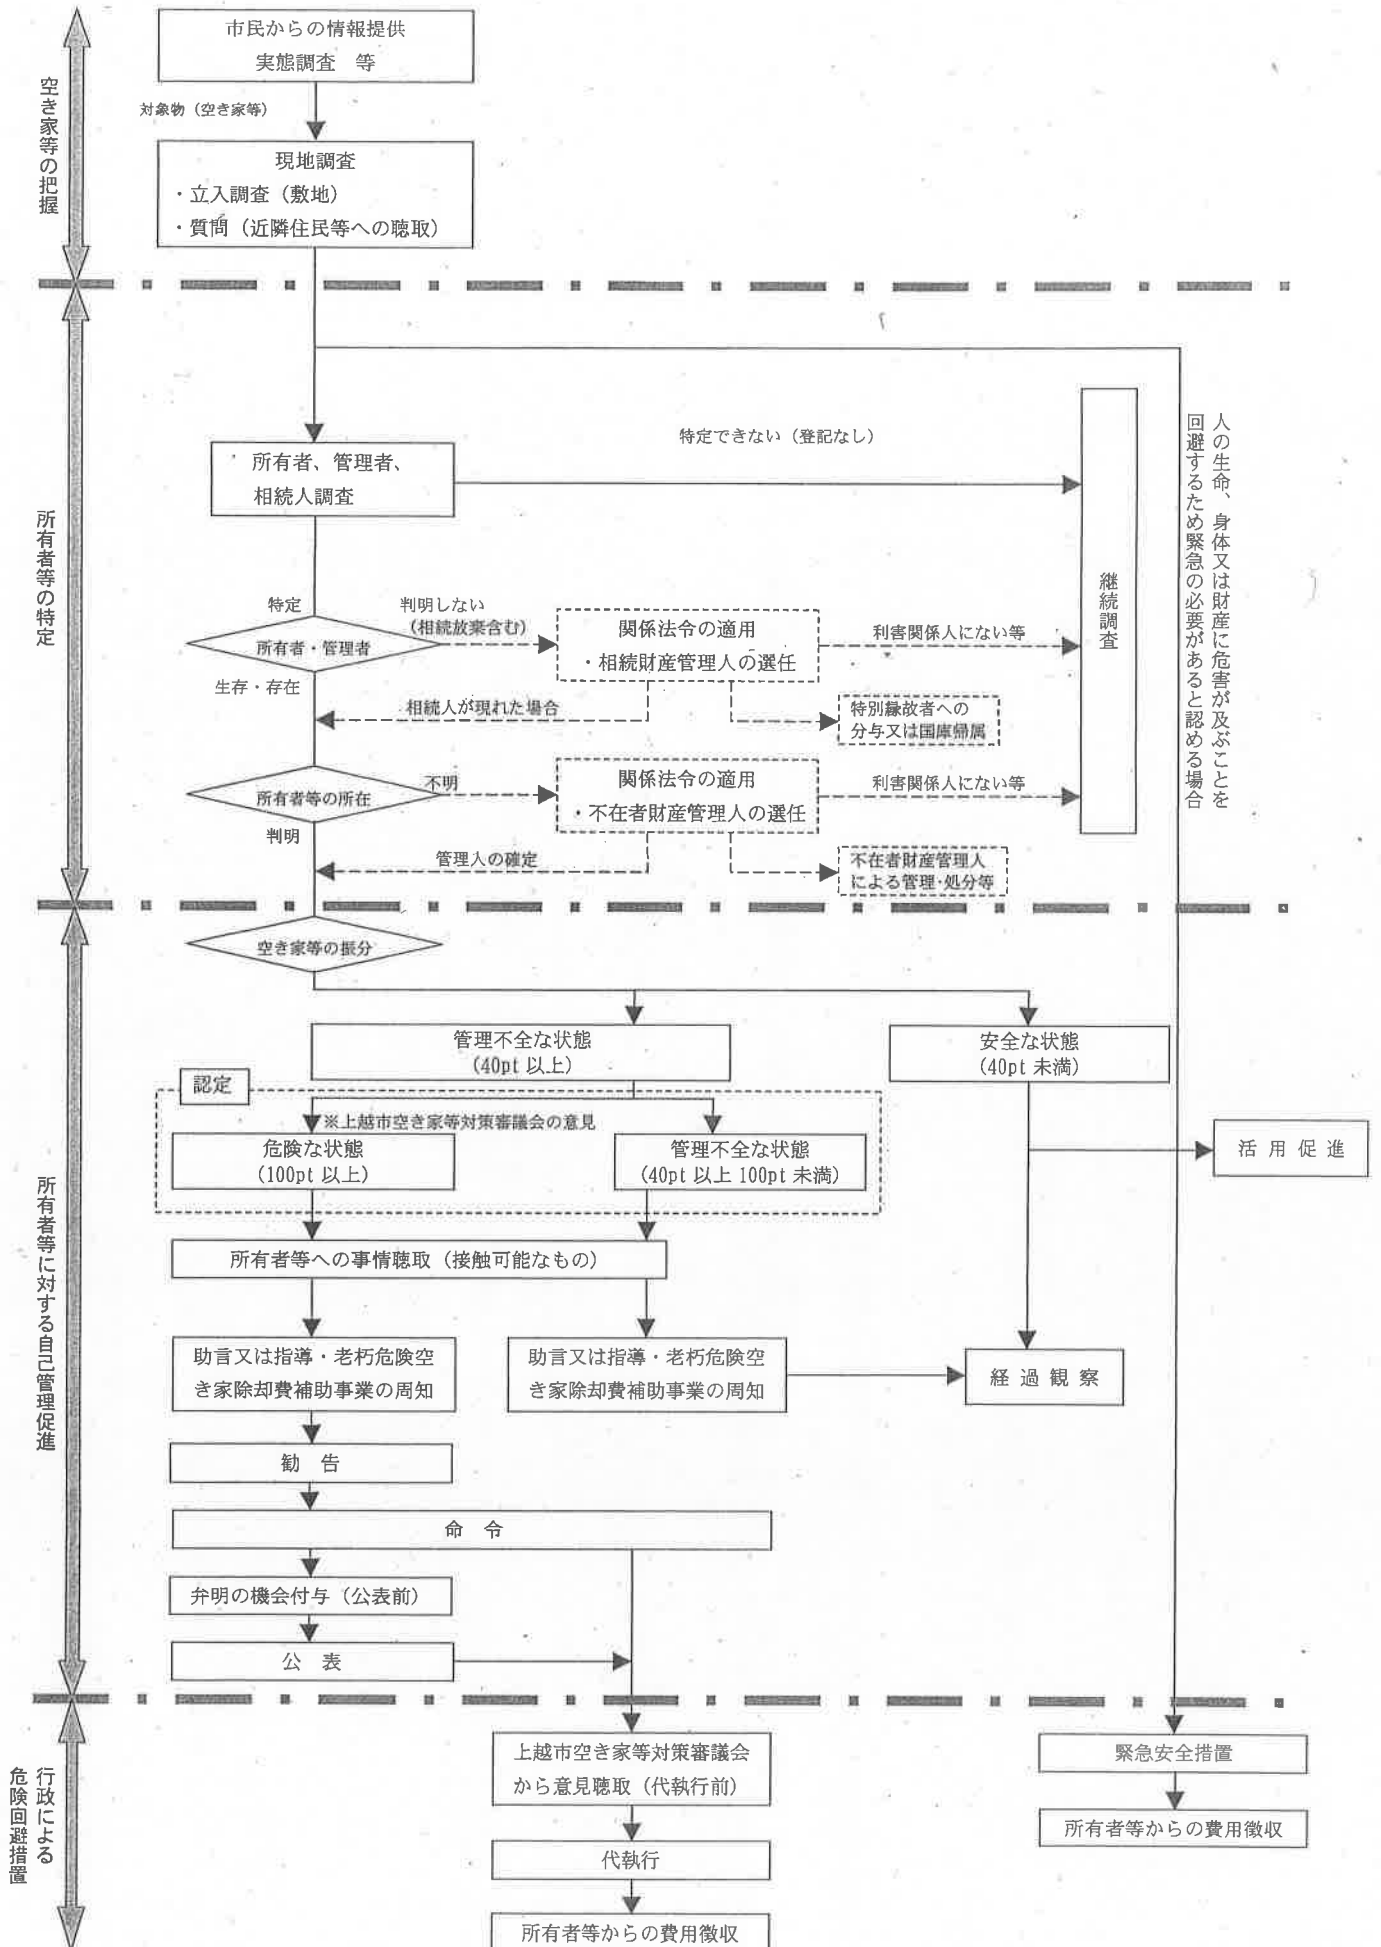 市民からの情報提供
実態調査　等
空き家等の把握
対象物（空き家等）
現地調査
・立入調査（敷地）
・質問（近隣住民等への聴取）
人の生命、身体又は財産に危害が及ぶことを
回避するため緊急の必要があると認める場合
所有者等の特定
特定できない（登記なし）
所有者、管理者、
相続人調査
継続調査
特定
判明しない
（相続放棄含む）
所有者・管理者
関係法令の適用
・相続財産管理人の選任
利害関係人にない等
生存・存在
相続人が現れた場合
特別縁故者への
分与又は国庫帰属
所有者等の所在
不明
関係法令の適用
・不在者財産管理人の選任
利害関係人にない等
判明
管理人の確定
不在者財産管理人
による管理・処分等
空き家等の振分
管理不全な状態
（40pt 以上）
安全な状態
（40pt 未満）
認定
※上越市空き家等対策審議会の意見
危険な状態
（100pt 以上）
管理不全な状態
（40pt 以上 100pt 未満）
活用促進
所有者等に対する自己管理促進
所有者等への事情聴取（接触可能なもの）
助言又は指導・老朽危険空
き家除却費補助事業の周知
助言又は指導・老朽危険空
き家除却費補助事業の周知
経過観察
勧　告
命　令
弁明の機会付与（公表前）
公　表
行政による
危険回避措置
上越市空き家等対策審議会
から意見聴取（代執行前）
代執行
所有者等からの費用徴収
緊急安全措置
所有者等からの費用徴収